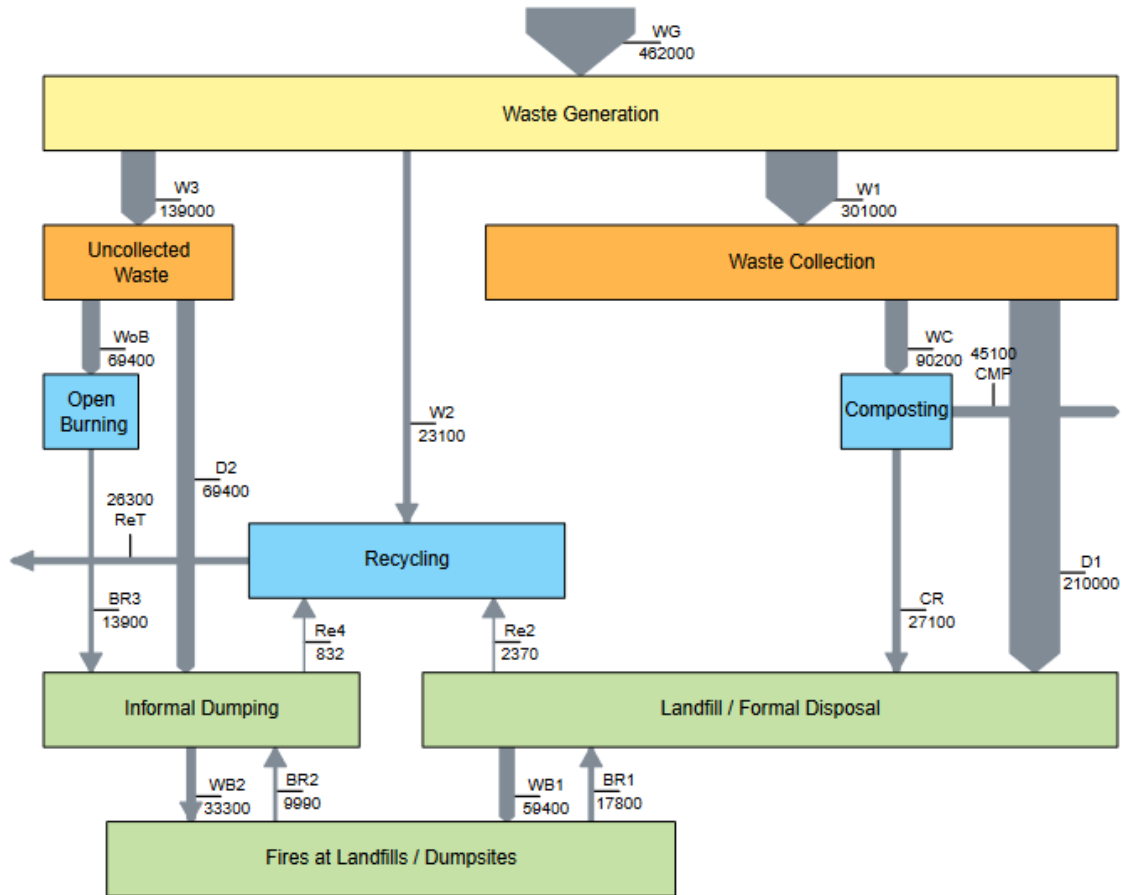 WG
462000
Waste Generation
W3
139000
W1
301000
Uncollected
Waste
Waste Collection
WoB
69400
WC
90200
45100
CMP
Open
Burning
Composting
W2
23100
D2
69400
26300
ReT
Recycling
D1
210000
BR3
13900
CR
27100
Re4
832
Re2
2370
Informal Dumping
Landfill / Formal Disposal
WB2
33300
BR2
9990
WB1
59400
BR1
17800
Fires at Landfills / Dumpsites